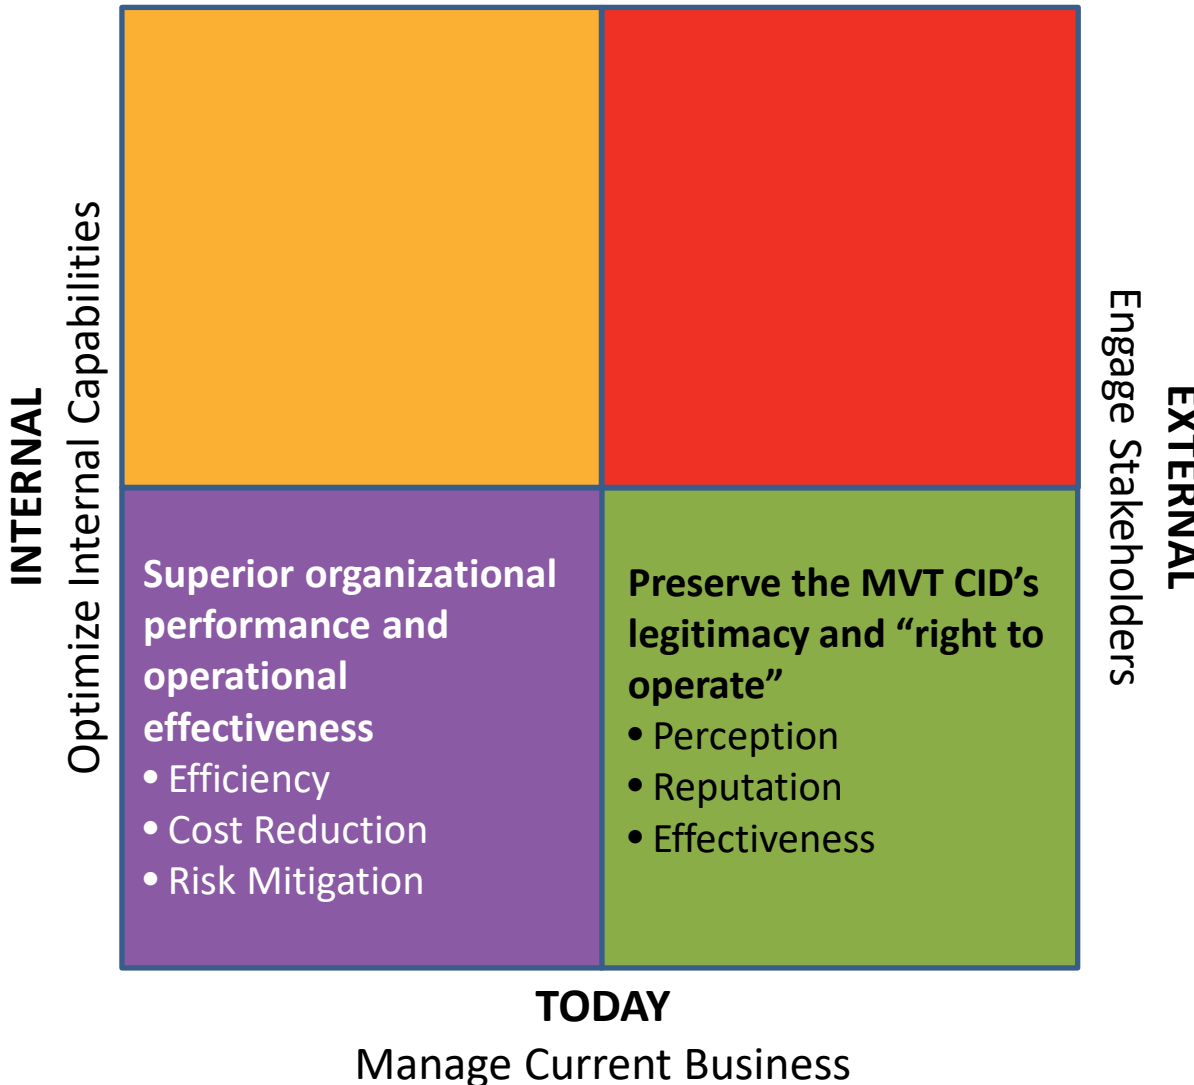 INTERNAL
Optimize Internal Capabilities
Superior organizational
performance and
operational
effectiveness
• Efficiency
• Cost Reduction
• Risk Mitigation
Preserve the MVT CID’s
legitimacy and “right to
operate”
• Perception
• Reputation
• Effectiveness
Engage Stakeholders
EXTERNAL
TODAY
Manage Current Business